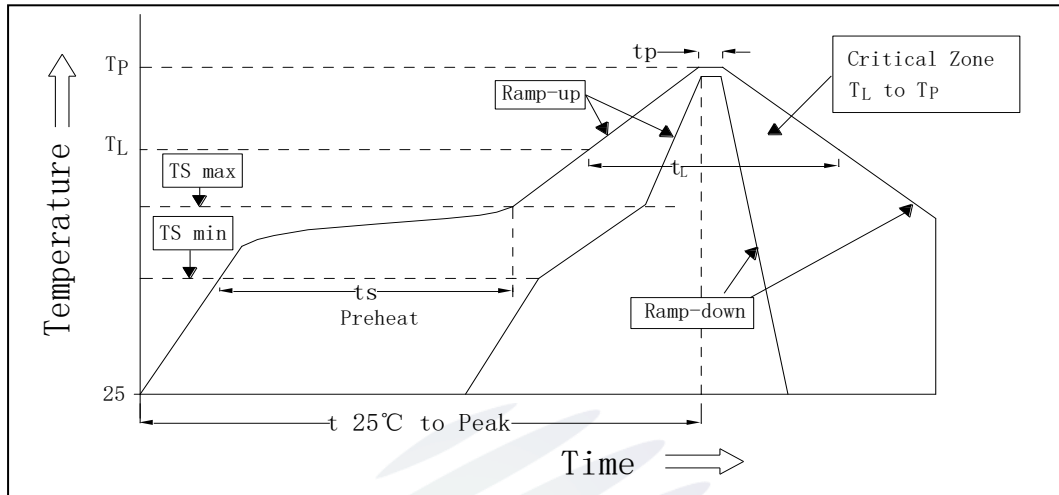 tp
TP
Critical Zone
TL to TP
Ramp-up
TL
TS max
tL
TS min
ts
Preheat
Ramp-down
Temperature
25
t 25℃ to Peak
Time